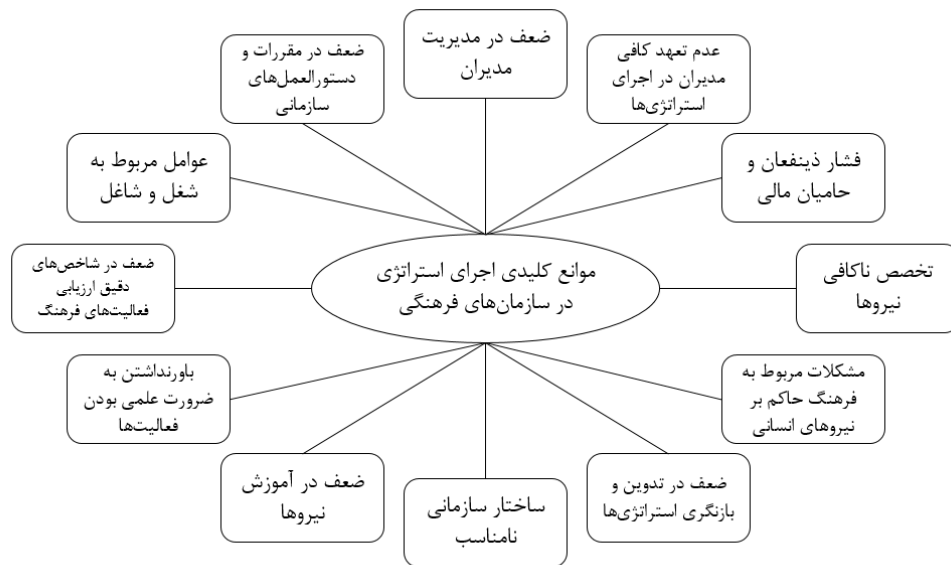 ضعف در مدیریت
مدیران
عدم تعهد کافی
مدیران در اجرای
استراتژی‌ها
فشار ذینفعان و
حامیان مالی
تخصص ناکافی
نیروها
مشکلات مربوط به
فرهنگ حاکم بر
نیروهای انسانی
ضعف در تدوین و
بازنگری استراتژی‌ها
ساختار سازمانی
نامناسب
ضعف در آموزش
نیروها
باورنداشتن به
ضرورت علمی بودن
فعالیت‌ها
ضعف در شاخص‌های
دقیق ارزیابی
فعالیت‌های فرهنگ
عوامل مربوط به
شغل و شاغل
ضعف در مقررات و
دستورالعمل‌های
سازمانی
موانع کلیدی اجرای استراتژی
در سازمان‌های فرهنگی